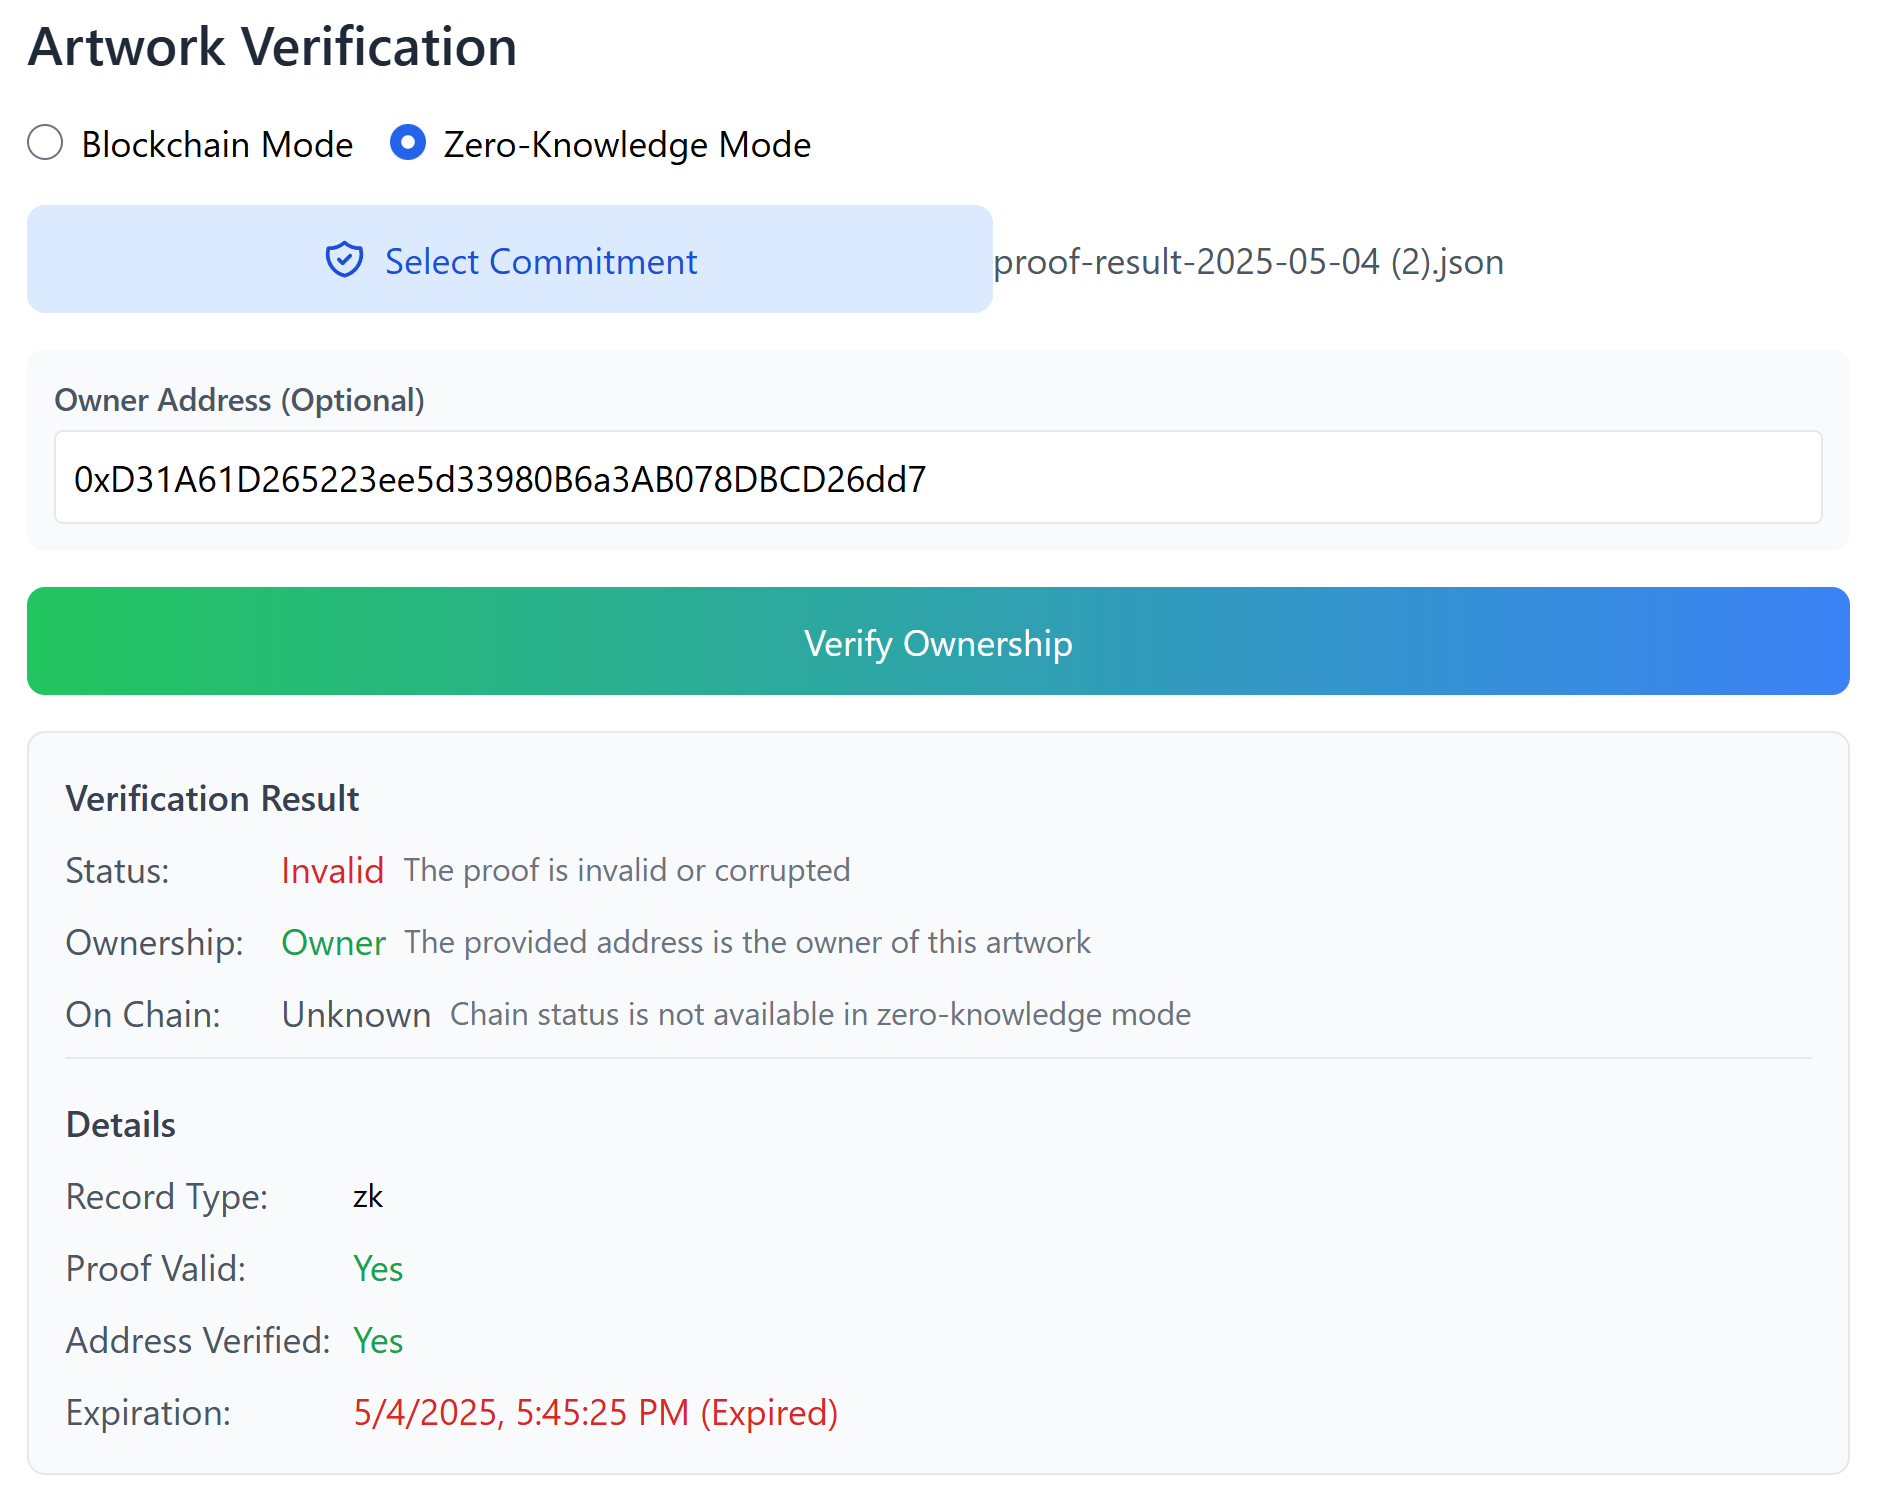 Artwork Verification
Blockchain Mode Zero-Knowledge Mode
Select Commitment proof-result-2025-05-04 (2).json
Owner Address (Optional)
0xD31A61D265223ee5d33980B6a3AB078DBCD26dd7
Verify Ownership
Verification Result
Status: Invalid The proof is invalid or corrupted
Ownership: Owner The provided address is the owner of this artwork
On Chain: Unknown Chain status is not available in zero-knowledge mode
Details
Record Type: zk
Proof Valid: Yes
Address Verified: Yes
Expiration: 5/4/2025, 5:45:25 PM (Expired)